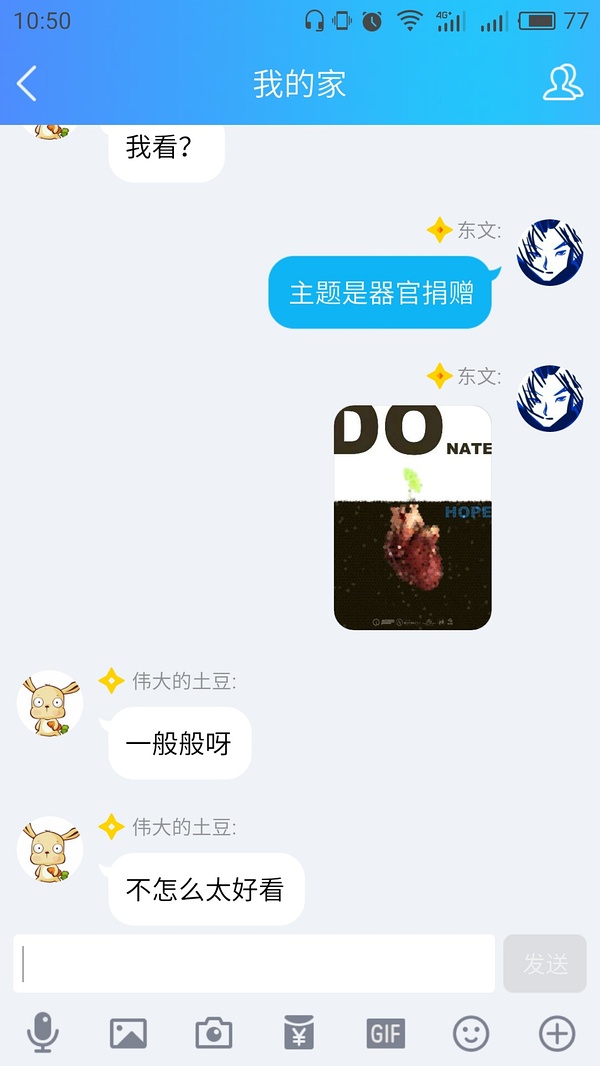 10:50
4G+
77
我的家
我看？
东文:
主题是器官捐赠
东文:
DO
NATE
HOPE
伟大的土豆:
一般般呀
伟大的土豆:
不怎么太好看
发送
GIF